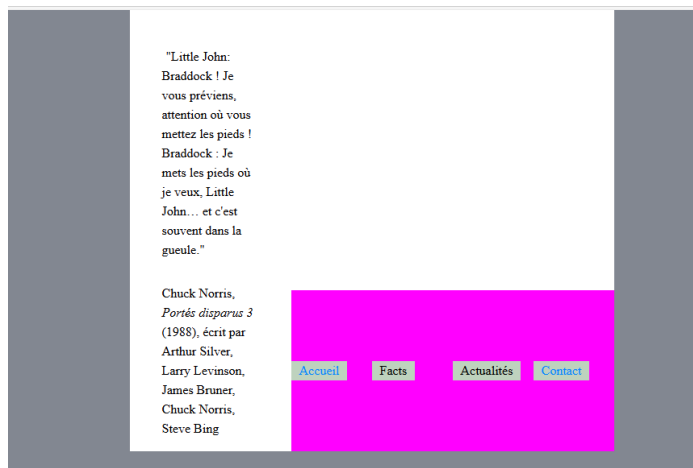 "Little John:
Braddock ! Je
vous préviens,
attention où vous
mettez les pieds !
Braddock : Je
mets les pieds où
je veux, Little
John… et c'est
souvent dans la
gueule."
Chuck Norris,
Portés disparus 3
(1988), écrit par
Arthur Silver,
Larry Levinson,
James Bruner,
Chuck Norris,
Steve Bing
Accueil Facts Actualités Contact